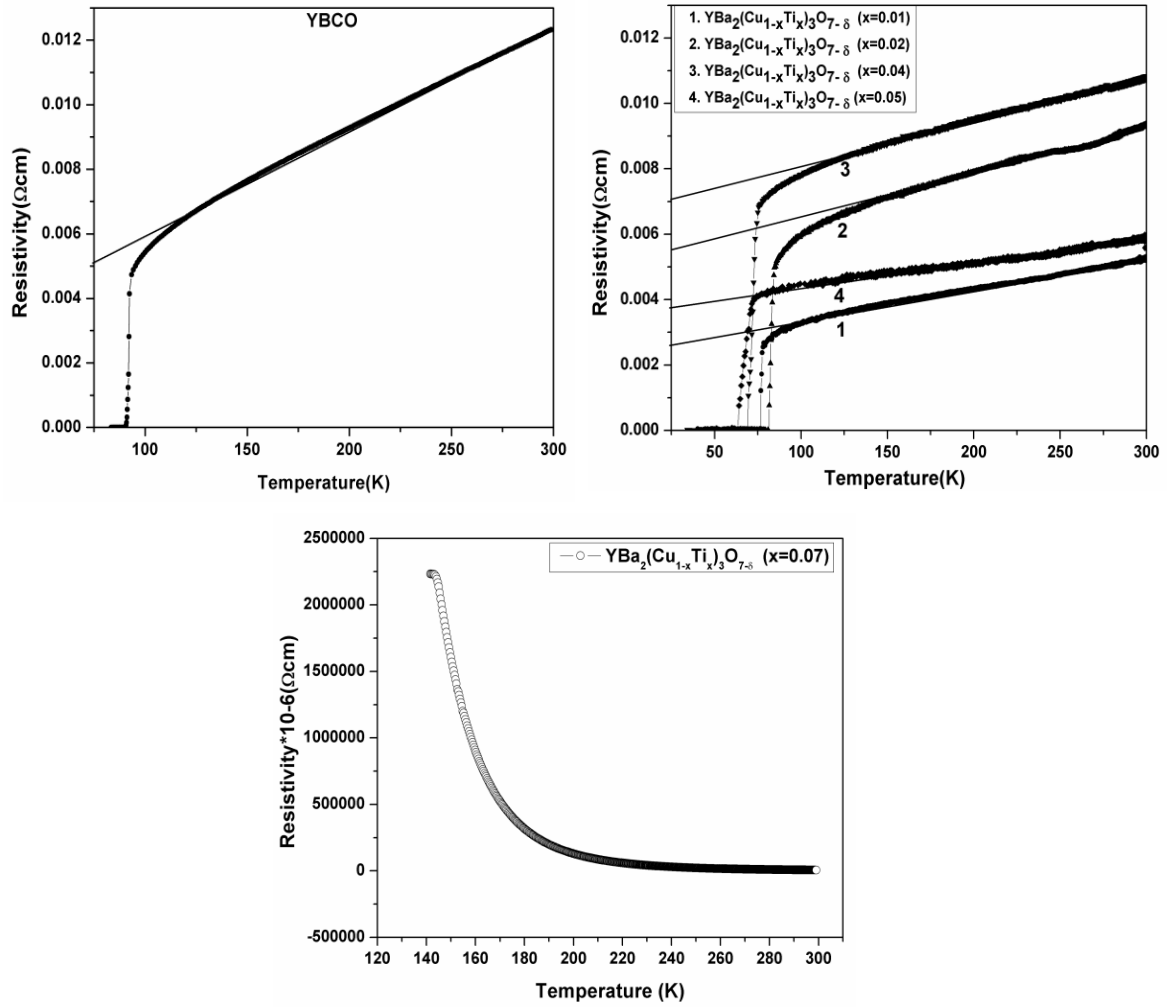 YBCO
0.012
0.010
0.008
0.006
0.004
0.002
0.000
Resistivity(Ωcm)
100 150 200 250 300
Temperature(K)
1. YBa2(Cu1-xTix)3O7- δ (x=0.01)
2. YBa2(Cu1-xTix)3O7- δ (x=0.02)
3. YBa2(Cu1-xTix)3O7- δ (x=0.04)
4. YBa2(Cu1-xTix)3O7- δ (x=0.05)
0.010
0.008
0.006
0.004
0.002
0.000
Resistivity(Ωcm)
3
2
4
1
50 100 150 200 250 300
Temperature(K)
YBa2(Cu1-xTix)3O7-δ (x=0.07)
2500000
2000000
1500000
1000000
500000
0
-500000
Resistivity*10-6(Ωcm)
120 140 160 180 200 220 240 260 280 300
Temperature (K)